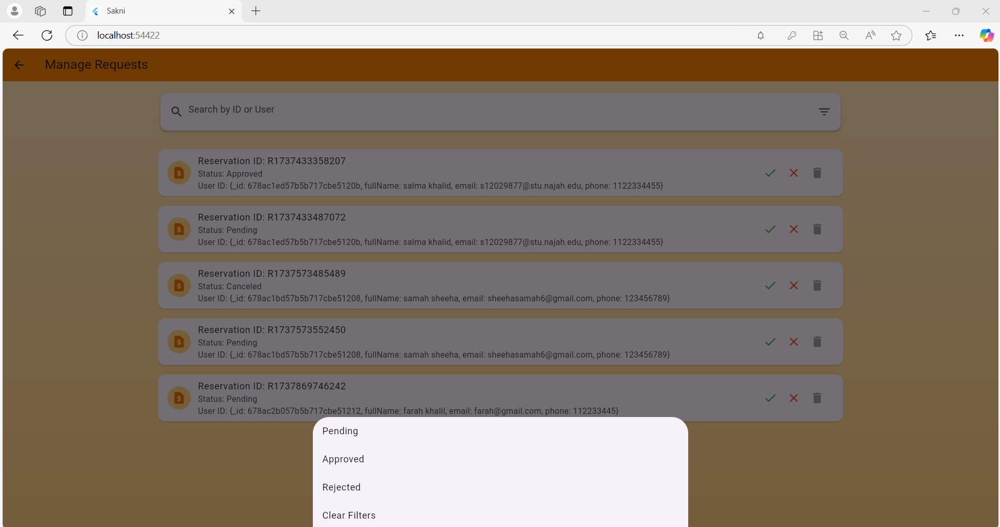 Sakni
localhost:54422
Manage Requests
Search by ID or User
Reservation ID: R1737433358207
Status: Approved
User ID: {_id: 678ac1ed57b5b717cbe5120b, fullName: salma khalid, email: s12029877@stu.najah.edu, phone: 1122334455}
Reservation ID: R1737433487072
Status: Pending
User ID: {_id: 678ac1ed57b5b717cbe5120b, fullName: salma khalid, email: s12029877@stu.najah.edu, phone: 1122334455}
Reservation ID: R1737573485489
Status: Canceled
User ID: {_id: 678ac1bd57b5b717cbe51208, fullName: samah sheeha, email: sheehasamah6@gmail.com, phone: 123456789}
Reservation ID: R1737573552450
Status: Pending
User ID: {_id: 678ac1bd57b5b717cbe51208, fullName: samah sheeha, email: sheehasamah6@gmail.com, phone: 123456789}
Reservation ID: R1737869746242
Status: Pending
User ID: {_id: 678ac2b057b5b717cbe51212, fullName: farah khalil, email: farah@gmail.com, phone: 112233445}
Pending
Approved
Rejected
Clear Filters